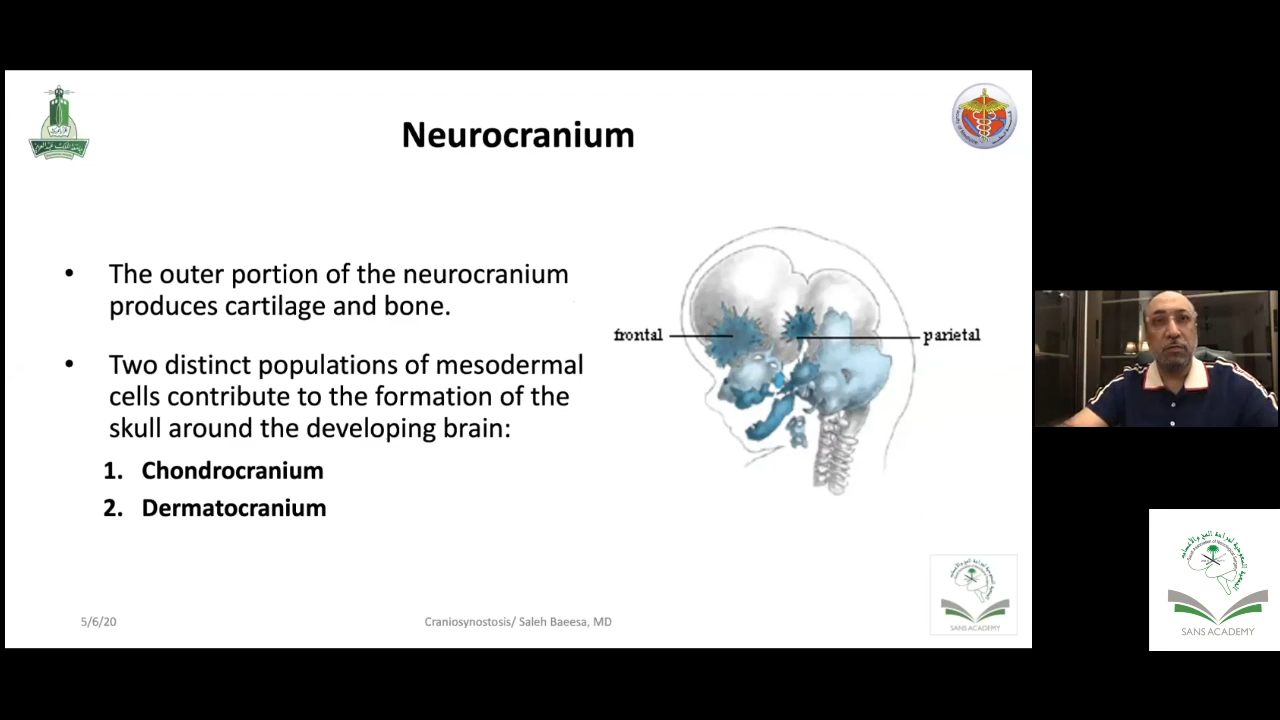 Neurocranium
• The outer portion of the neurocranium
produces cartilage and bone.
• Two distinct populations of mesodermal
cells contribute to the formation of the
skull around the developing brain:
1. Chondrocranium
2. Dermatocranium
frontal
parietal
5/6/20
Craniosynostosis/ Saleh Baeesa, MD
SANS ACADEMY
SANS ACADEMY